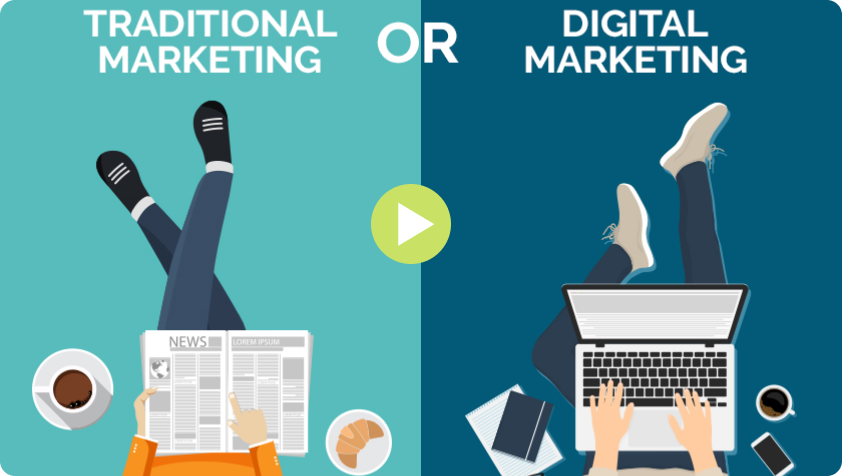 TRADITIONAL
MARKETING
OR
DIGITAL
MARKETING
NEWS
LOREM IPSUM